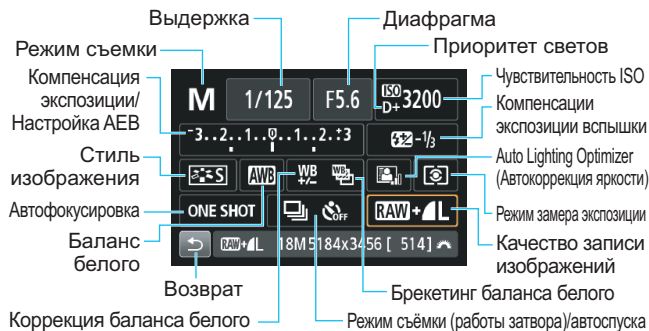 Выдержка
Диафрагма
Режим съемки
Приоритет светов
Компенсация
экспозиции/
Настройка AEB
Чувствительность ISO
Компенсации
экспозиции вспышки
Стиль
изображения
Auto Lighting Optimizer
(Автокоррекция яркости)
Автофокусировка
Режим замера экспозиции
Баланс
белого
Качество записи
изображений
Возврат
Брекетинг баланса белого
Коррекция баланса белого
Режим съёмки (работы затвора)/автоспуска
M 1/125 F5.6 ISO D+ 3200
-3..2..1..0..1..2.+3 -1/3
S AWB WB +/- WB
ONE SHOT OFF RAW+L
RAW+L 18M 5184x3456 [ 514]